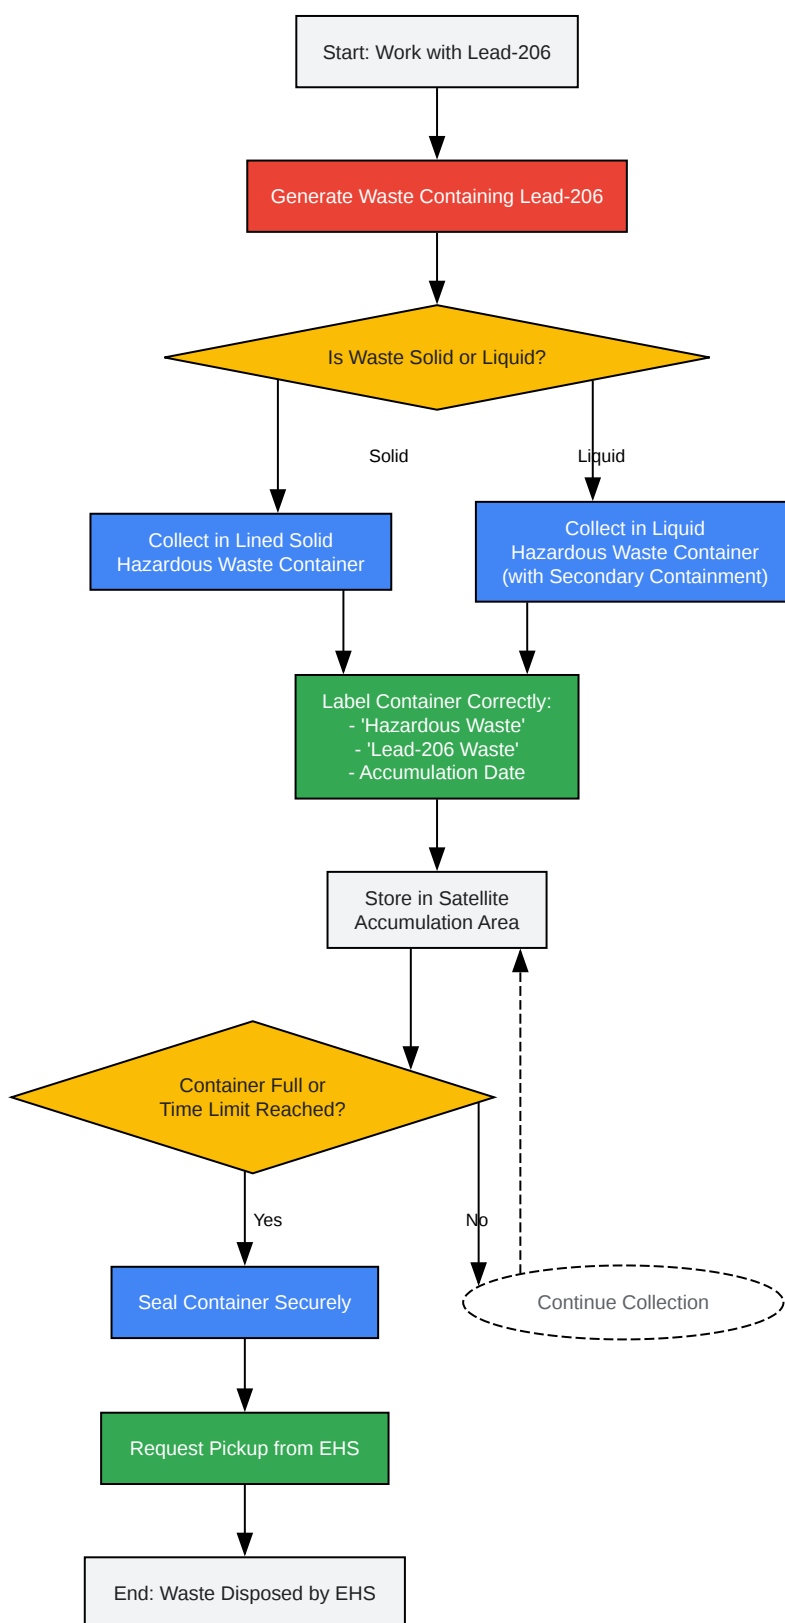 Start: Work with Lead-206
Generate Waste Containing Lead-206
Is Waste Solid or Liquid?
Solid
Liquid
Collect in Lined Solid
Hazardous Waste Container
Collect in Liquid
Hazardous Waste Container
(with Secondary Containment)
Label Container Correctly:
- 'Hazardous Waste'
- 'Lead-206 Waste'
- Accumulation Date
Store in Satellite
Accumulation Area
Container Full or
Time Limit Reached?
Yes
No
Seal Container Securely
Continue Collection
Request Pickup from EHS
End: Waste Disposed by EHS